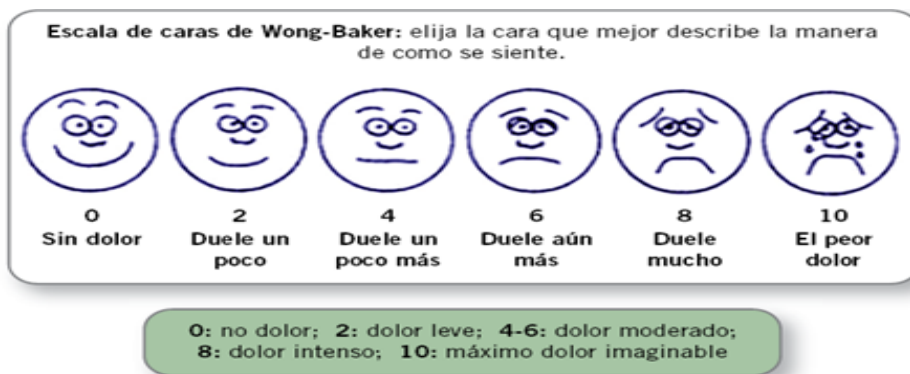 Escala de caras de Wong-Baker: elija la cara que mejor describe la manera
de como se siente.
0 2 4 6 8 10
Sin dolor Duele un Duele un Duele aún Duele El peor
poco poco más más mucho dolor
0: no dolor; 2: dolor leve; 4-6: dolor moderado;
8: dolor intenso; 10: máximo dolor imaginable